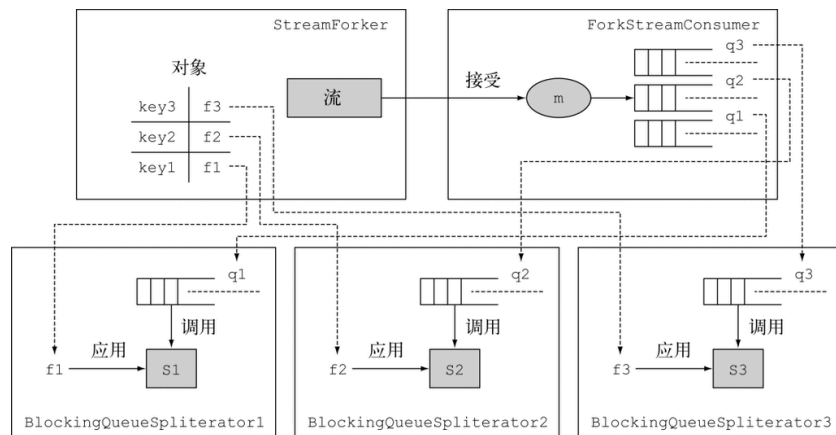 StreamForker
对象
key3 f3
key2 f2
key1 f1
流
接受
ForkStreamConsumer
m
q3
q2
q1
q1
调用
f1
应用
S1
BlockingQueueSpliterator1
q2
调用
f2
应用
S2
BlockingQueueSpliterator2
q3
调用
f3
应用
S3
BlockingQueueSpliterator3